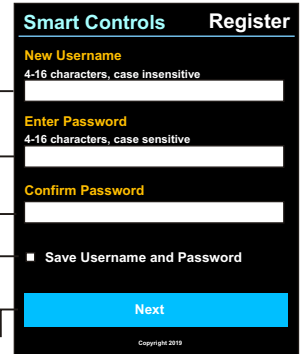 Smart Controls Register
New Username
4-16 characters, case insensitive
Enter Password
4-16 characters, case sensitive
Confirm Password
Save Username and Password
Next
Copyright 2019